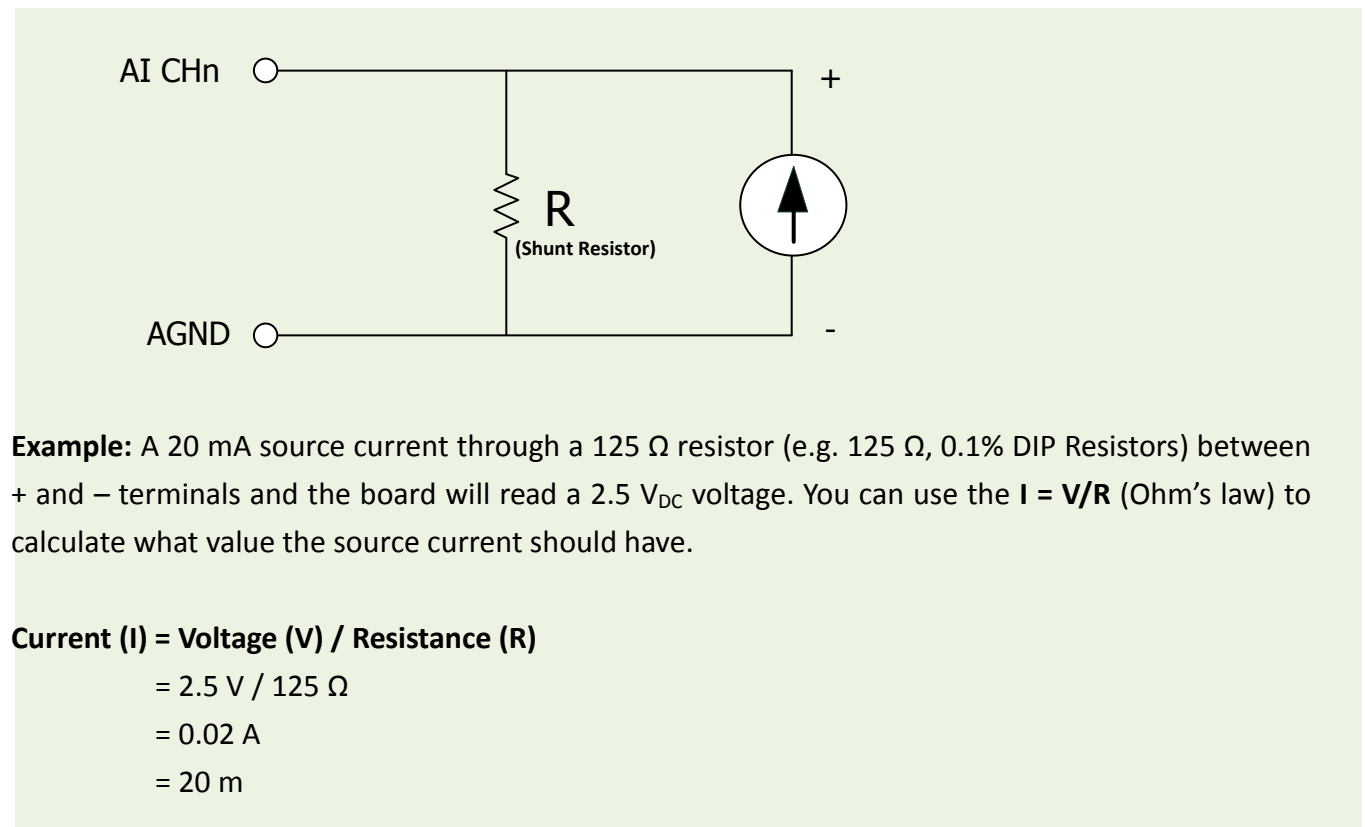 AI CHn
+
R
(Shunt Resistor)
AGND
-
Example: A 20 mA source current through a 125 Ω resistor (e.g. 125 Ω, 0.1% DIP Resistors) between
+ and – terminals and the board will read a 2.5 VDC voltage. You can use the I = V/R (Ohm’s law) to
calculate what value the source current should have.
Current (I) = Voltage (V) / Resistance (R)
= 2.5 V / 125 Ω
= 0.02 A
= 20 m